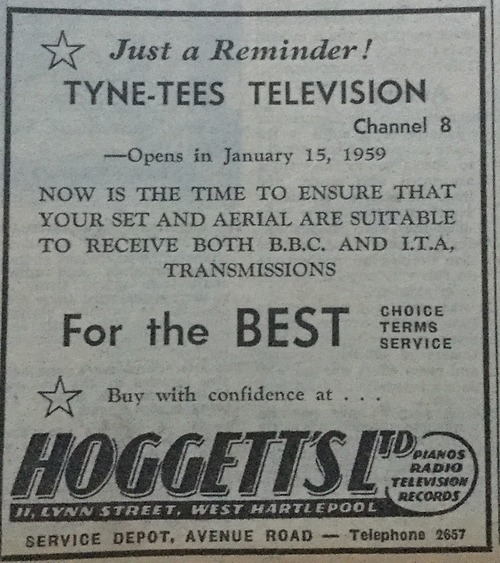 Just a Reminder!
TYNE-TEES TELEVISION
Channel 8
—Opens in January 15, 1959
NOW IS THE TIME TO ENSURE THAT
YOUR SET AND AERIAL ARE SUITABLE
TO RECEIVE BOTH B.B.C. AND I.T.A,
TRANSMISSIONS
For the BEST
CHOICE
TERMS
SERVICE
Buy with confidence at . . .
HOGGETT'S LTD
PIANOS
RADIO
TELEVISION
RECORDS
11, LYNN STREET, WEST HARTLEPOOL
SERVICE DEPOT, AVENUE ROAD — Telephone 2657